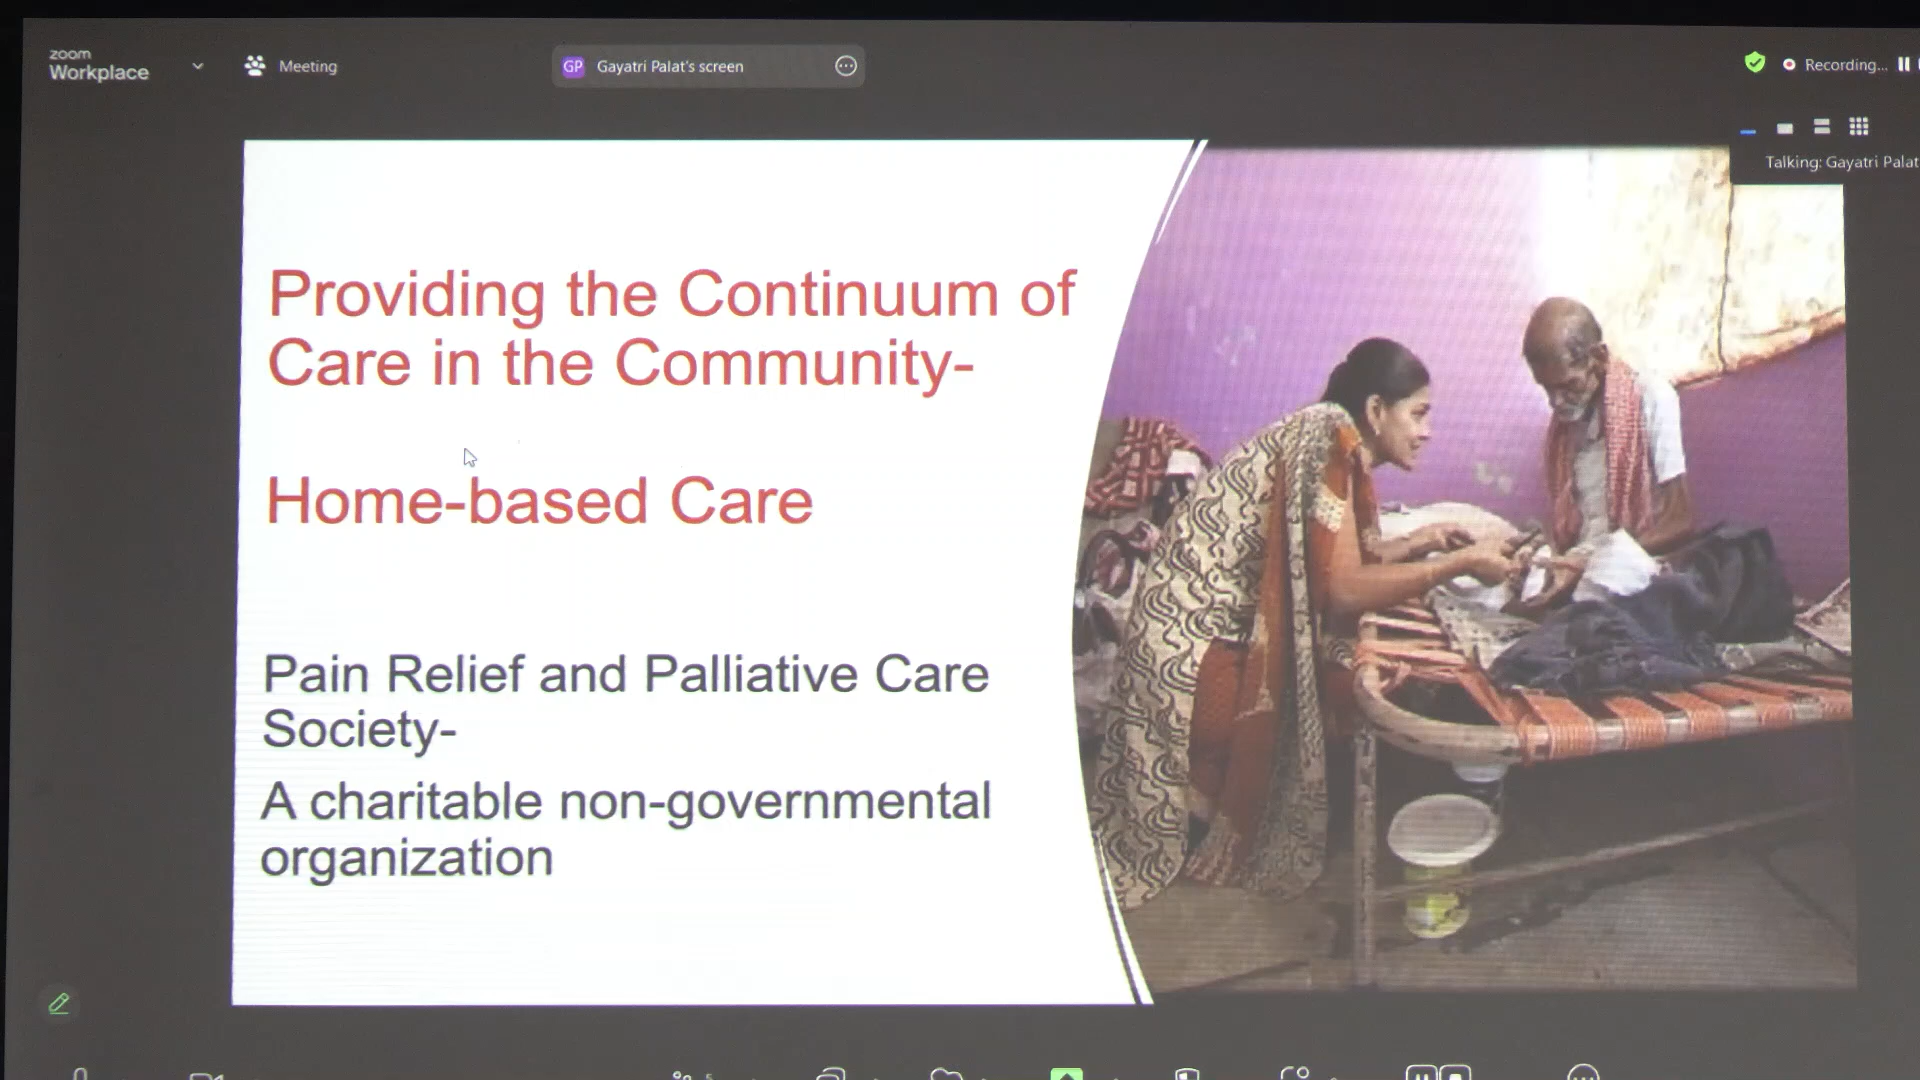 zoom
Workplace
Meeting
GP Gayatri Palat's screen
Recording...
Talking: Gayatri Palat
Providing the Continuum of
Care in the Community-
Home-based Care
Pain Relief and Palliative Care
Society-
A charitable non-governmental
organization